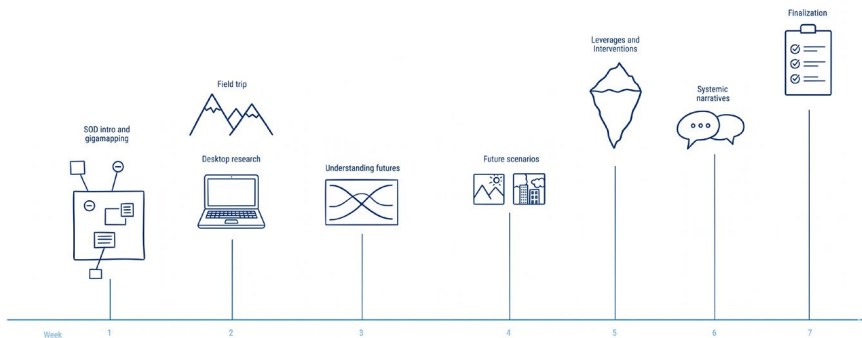 SOD intro and
gigamapping
Field trip
Desktop research
Understanding futures
Future scenarios
Leverages and
Interventions
Systemic
narratives
Finalization
Week 1 2 3 4 5 6 7